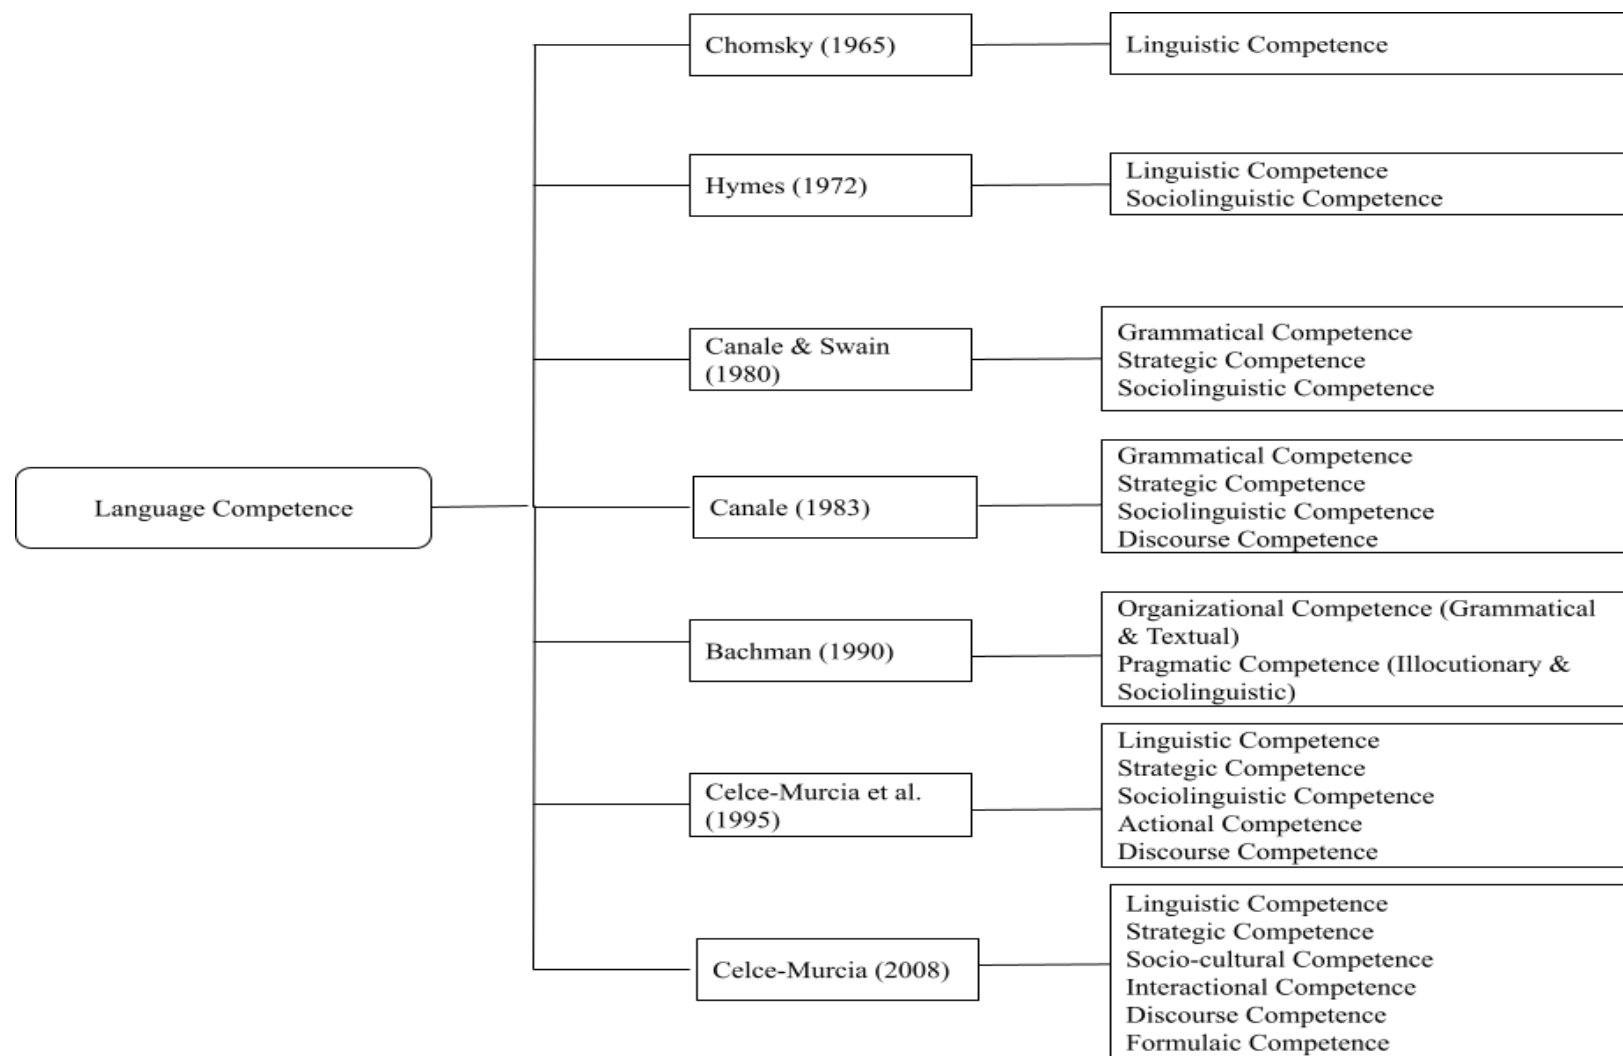 Language Competence
Chomsky (1965)
Linguistic Competence
Hymes (1972)
Linguistic Competence
Sociolinguistic Competence
Canale & Swain
(1980)
Grammatical Competence
Strategic Competence
Sociolinguistic Competence
Canale (1983)
Grammatical Competence
Strategic Competence
Sociolinguistic Competence
Discourse Competence
Bachman (1990)
Organizational Competence (Grammatical
& Textual)
Pragmatic Competence (Illocutionary &
Sociolinguistic)
Celce-Murcia et al.
(1995)
Linguistic Competence
Strategic Competence
Sociolinguistic Competence
Actional Competence
Discourse Competence
Celce-Murcia (2008)
Linguistic Competence
Strategic Competence
Socio-cultural Competence
Interactional Competence
Discourse Competence
Formulaic Competence